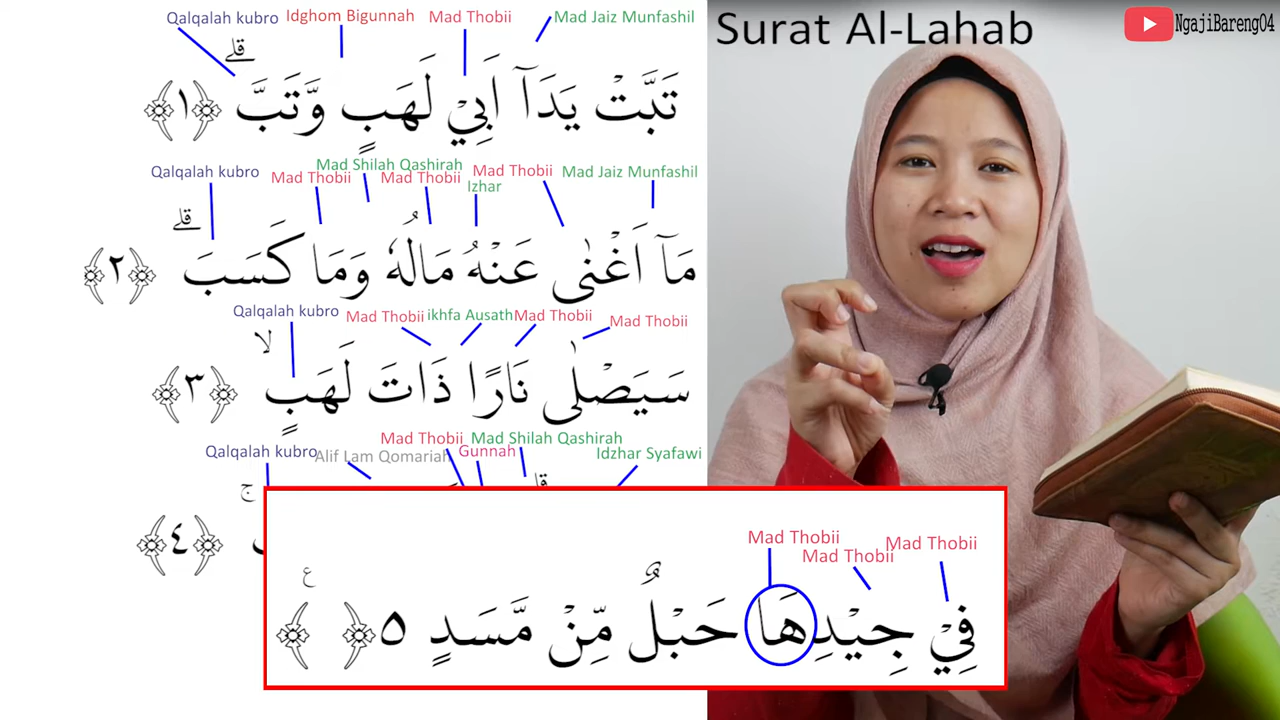 Qalqalah kubro Idghom Bigunnah Mad Thobii Mad Jaiz Munfashil
تَبَّتْ يَدَآ اَبِيْ لَهَبٍ وَّتَبَّ ۗ ﴿١﴾
Qalqalah kubro Mad Thobii Mad Shilah Qashirah Mad Thobii Izhar Mad Thobii Mad Jaiz Munfashil
مَآ اَغْنٰى عَنْهُ مَالُهٗ وَمَا كَسَبَ ۗ ﴿٢﴾
Qalqalah kubro Mad Thobii ikhfa Ausath Mad Thobii Mad Thobii
سَيَصْلٰى نَارًا ذَاتَ لَهَبٍ ۙ ﴿٣﴾
Qalqalah kubro Alif Lam Qomariah Mad Thobii Gunnah Mad Shilah Qashirah Idzhar Syafawi
﴿٤﴾
Mad Thobii Mad Thobii Mad Thobii
فِيْ جِيْدِهَا حَبْلٌ مِّنْ مَّسَدٍ ٥ ﴿ ﴾
Surat Al-Lahab
NgajiBareng04